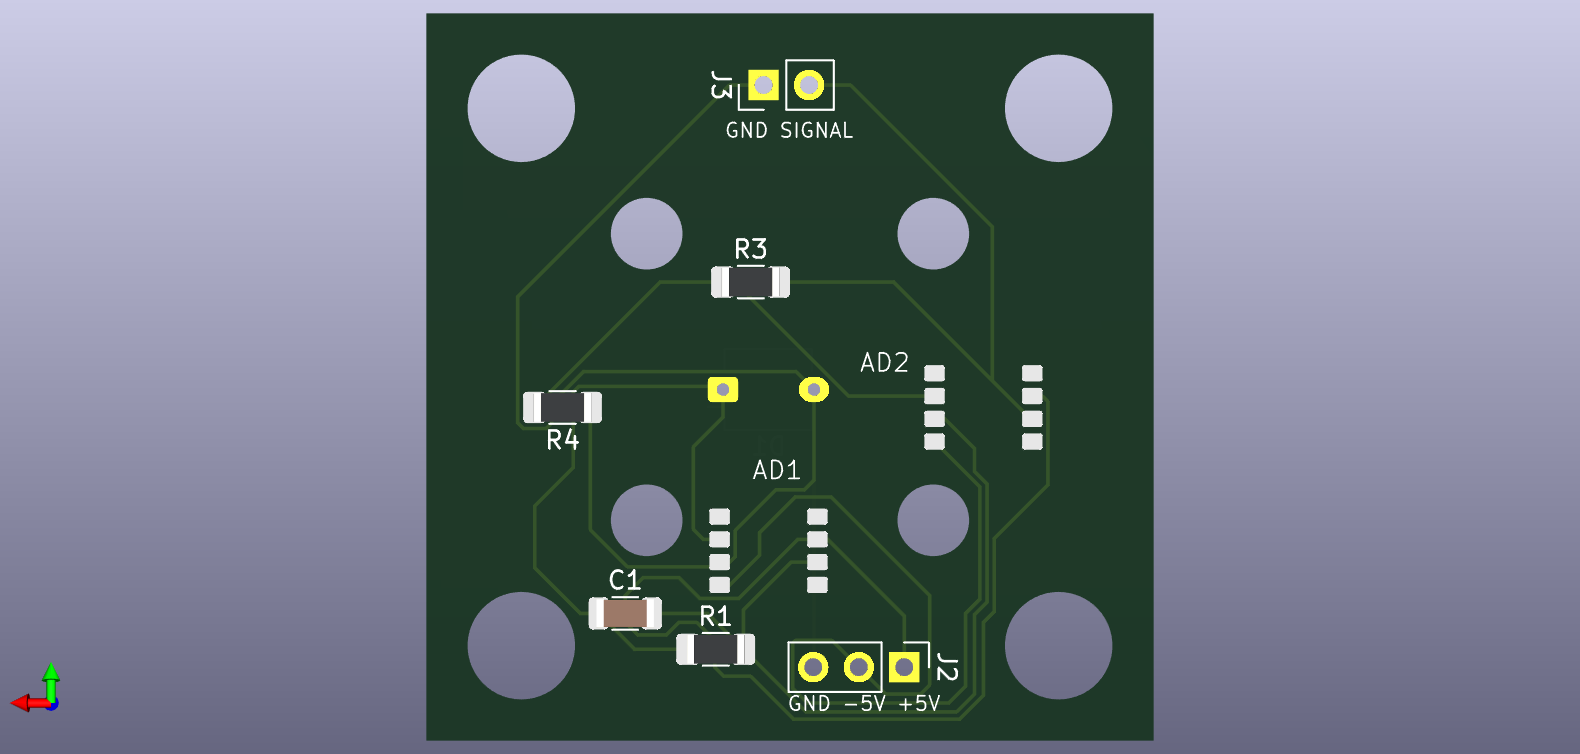 J3
GND SIGNAL
R3
AD2
R4
AD1
C1
R1
J2
GND -5V +5V